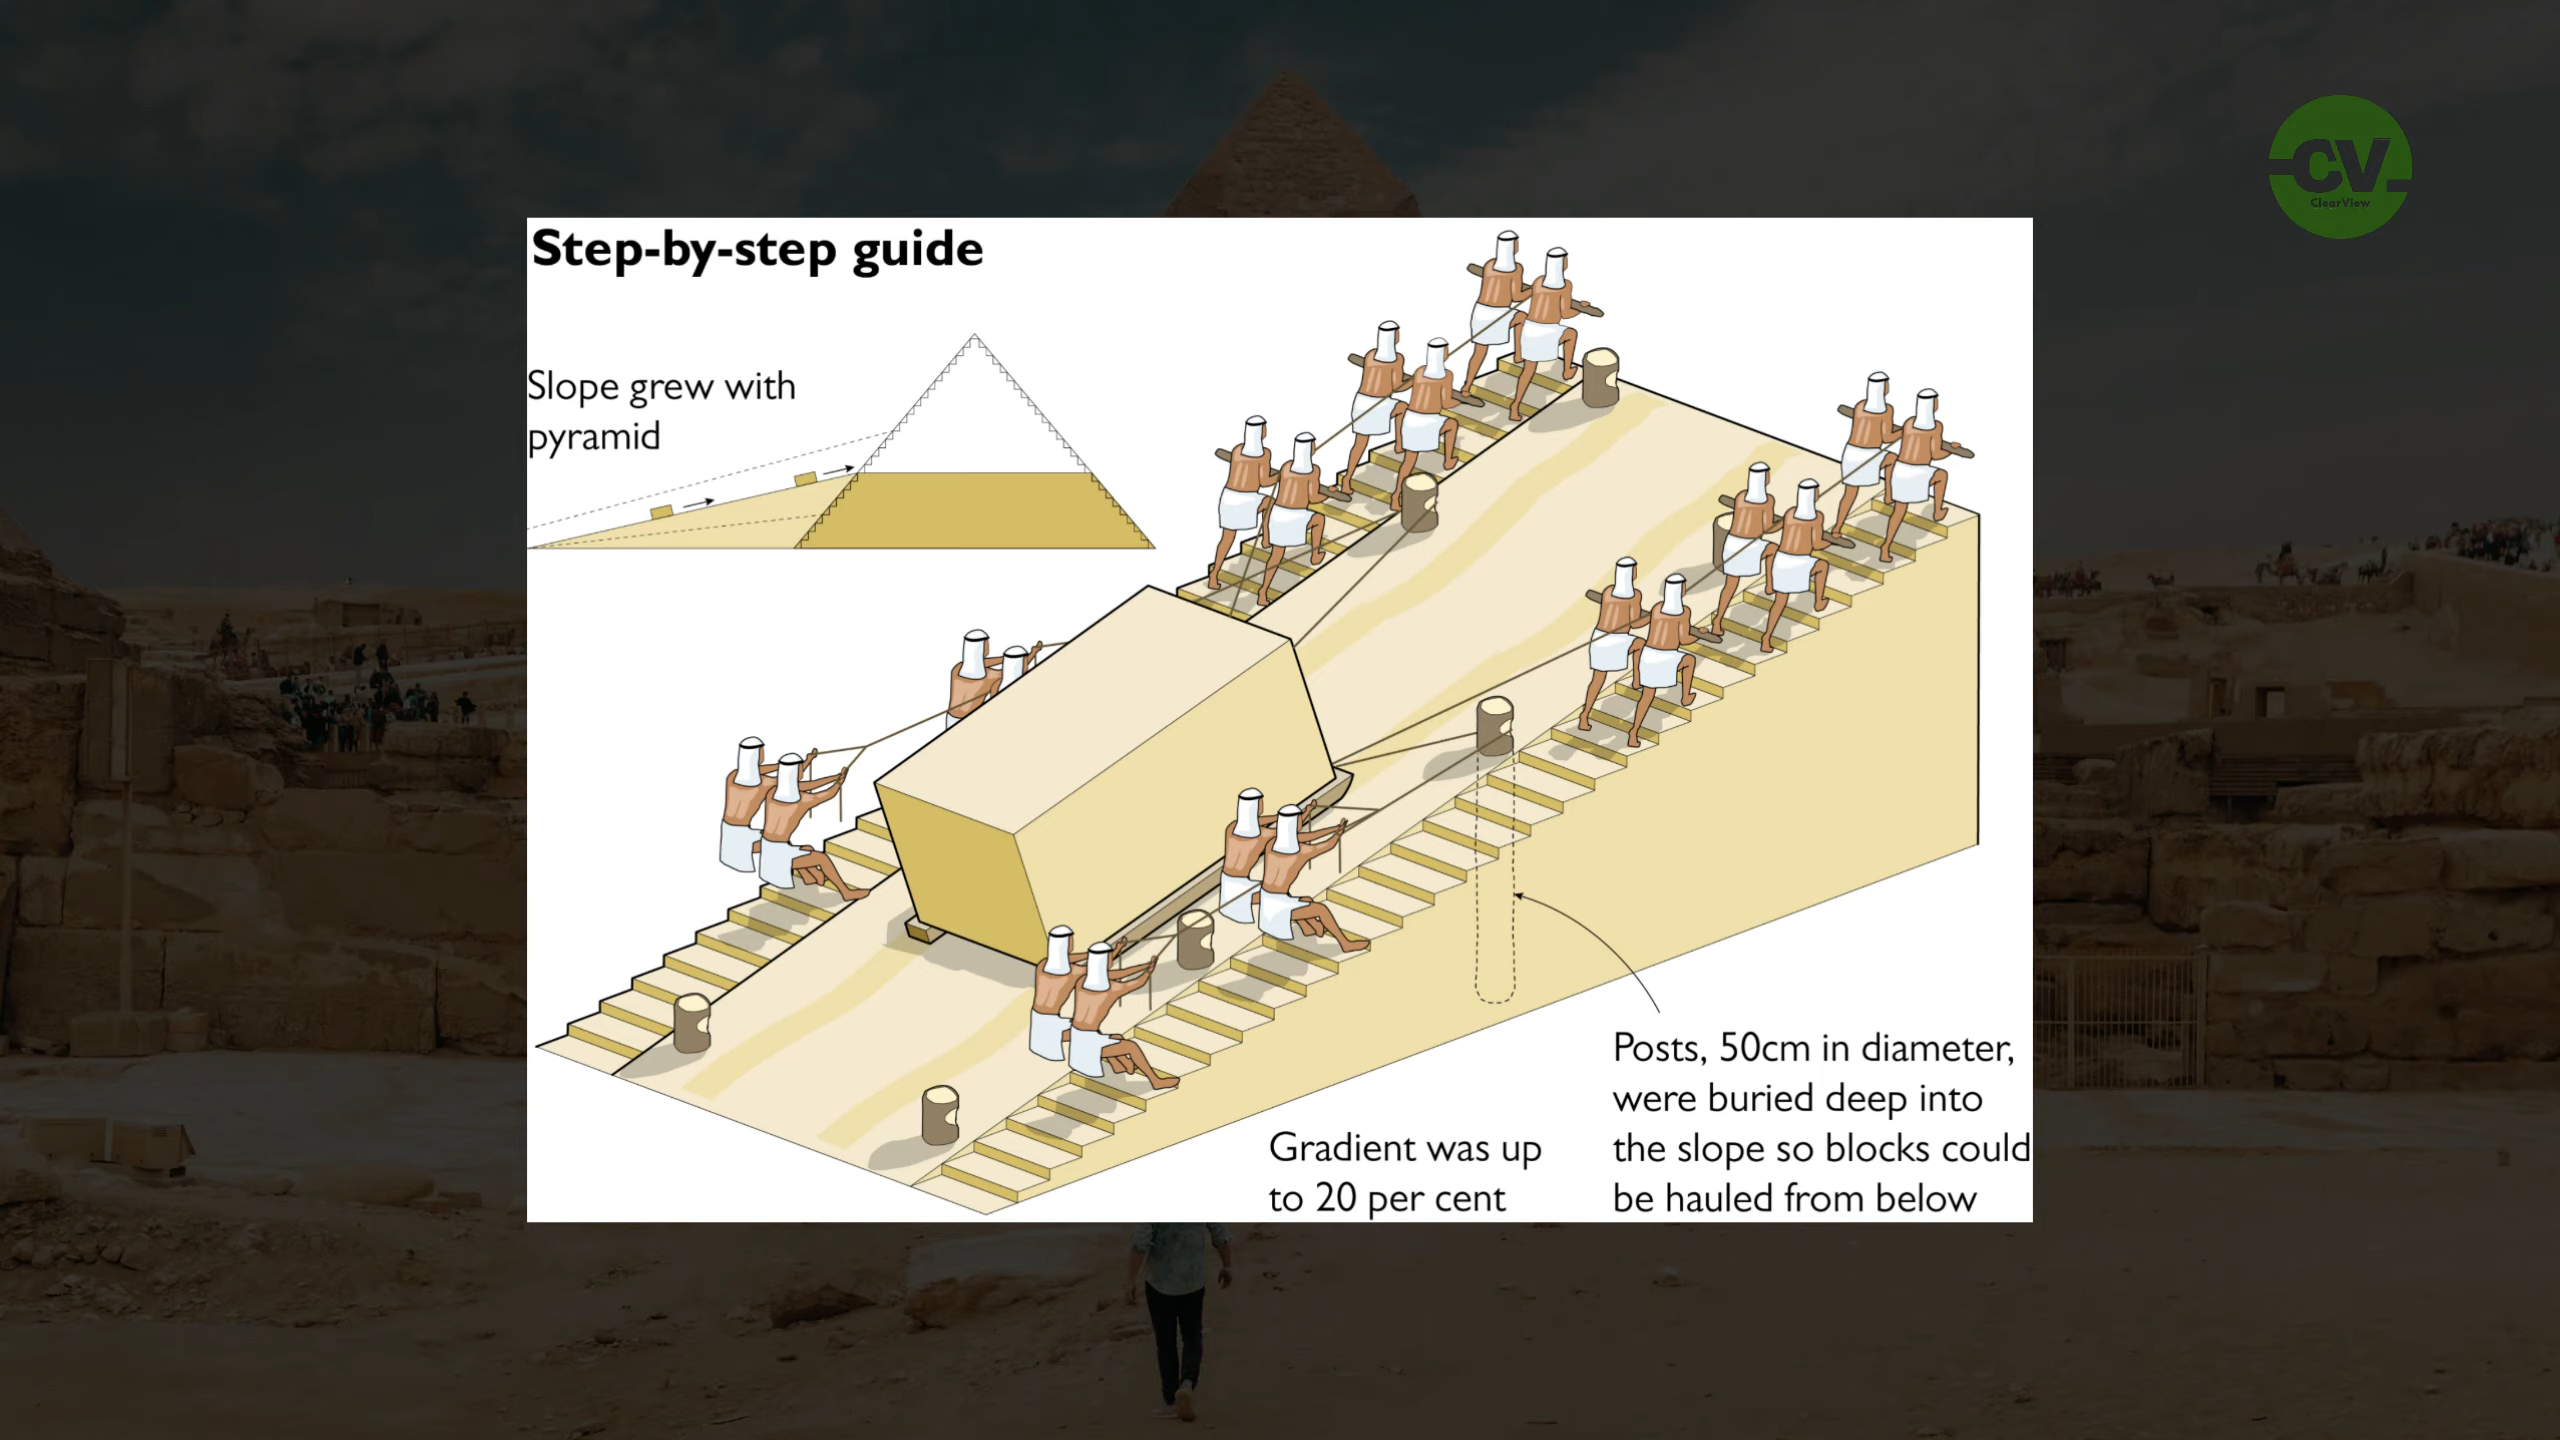 CV
ClearView
Step-by-step guide
Slope grew with
pyramid
Gradient was up
to 20 per cent
Posts, 50cm in diameter,
were buried deep into
the slope so blocks could
be hauled from below